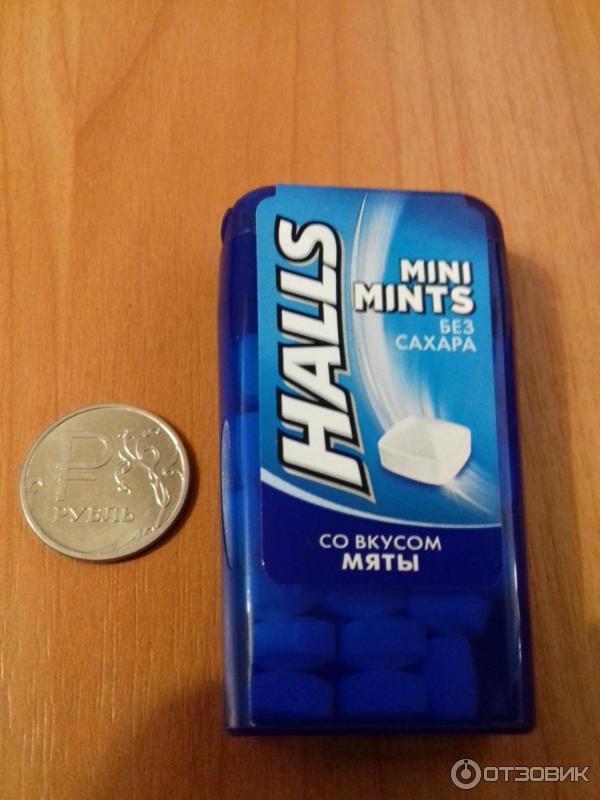 HALLS
MINI
MINTS
БЕЗ
САХАРА
СО ВКУСОМ
МЯТЫ
РУБЛЬ
ОТЗОВИК